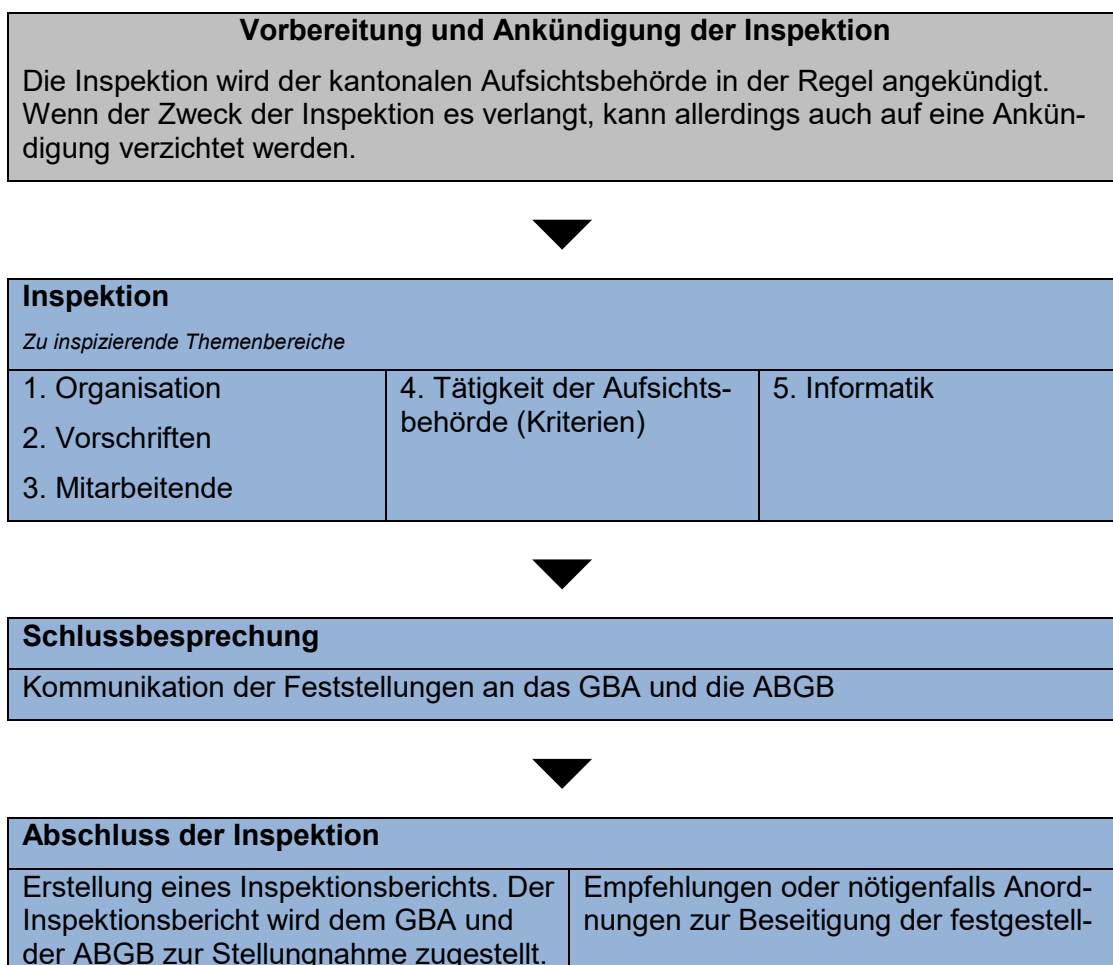 Vorbereitung und Ankündigung der Inspektion
Die Inspektion wird der kantonalen Aufsichtsbehörde in der Regel angekündigt.
Wenn der Zweck der Inspektion es verlangt, kann allerdings auch auf eine Ankün-
digung verzichtet werden.
Inspektion
Zu inspizierende Themenbereiche
1. Organisation
2. Vorschriften
3. Mitarbeitende
4. Tätigkeit der Aufsichts-
behörde (Kriterien)
5. Informatik
Schlussbesprechung
Kommunikation der Feststellungen an das GBA und die ABGB
Abschluss der Inspektion
Erstellung eines Inspektionsberichts. Der
Inspektionsbericht wird dem GBA und
der ABGB zur Stellungnahme zugestellt.
Empfehlungen oder nötigenfalls Anord-
nungen zur Beseitigung der festgestell-